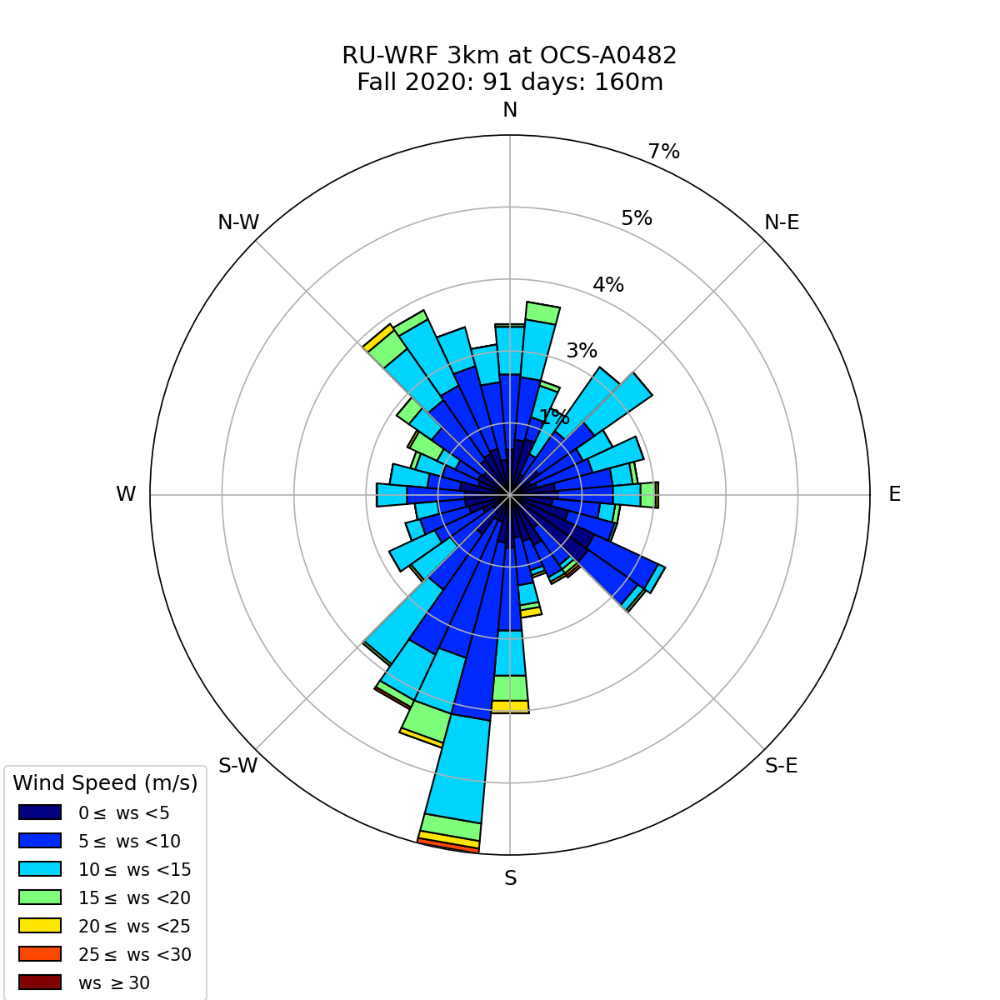 RU-WRF 3km at OCS-A0482
Fall 2020: 91 days: 160m
N
7%
N-W
5%
N-E
4%
3%
1%
W
E
S-W
S-E
S
Wind Speed (m/s)
0≤ ws <5
5≤ ws <10
10≤ ws <15
15≤ ws <20
20≤ ws <25
25≤ ws <30
ws ≥30